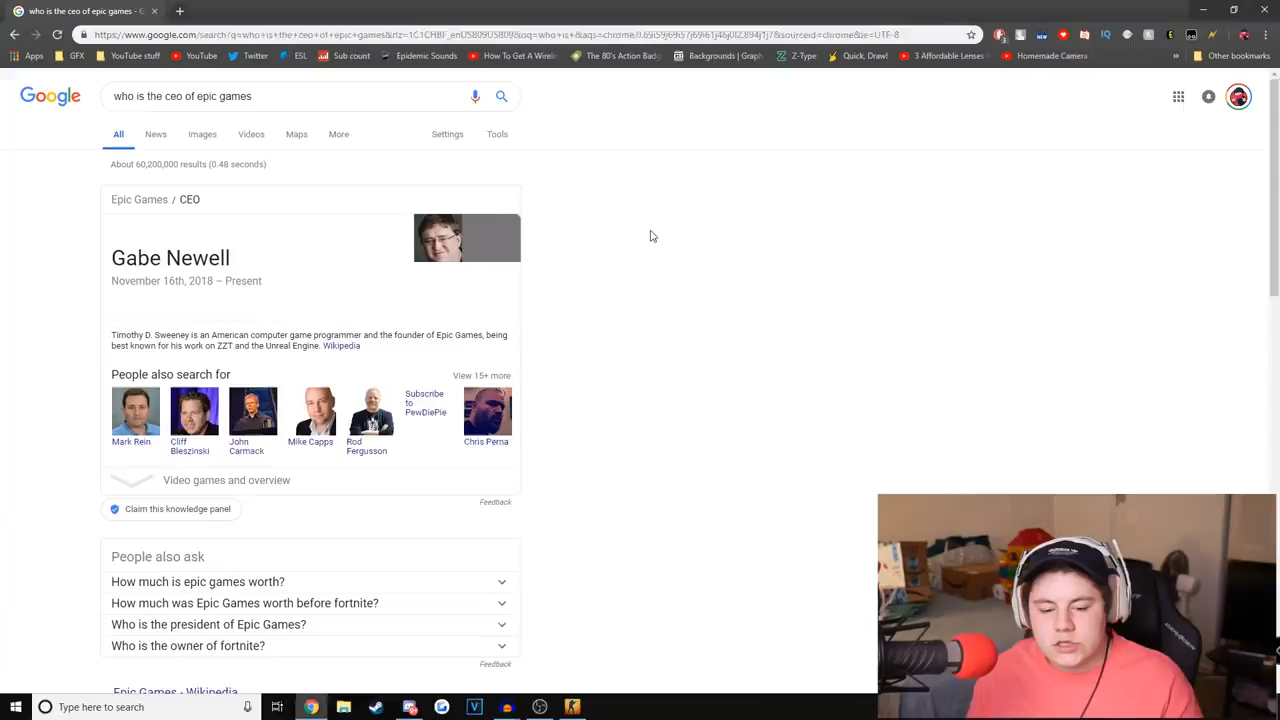 who is the ceo of epic games - G
Apps GFX YouTube stuff YouTube Twitter ESL Sub count Epidemic Sounds How To Get A Wirele The 80's Action Badg Backgrounds | Graph Z-Type Quick, Draw! 3 Affordable Lenses Homemade Camera » Other bookmarks
Google who is the ceo of epic games
All News Images Videos Maps More Settings Tools
About 60,200,000 results (0.48 seconds)
Epic Games / CEO
Gabe Newell
November 16th, 2018 – Present
Timothy D. Sweeney is an American computer game programmer and the founder of Epic Games, being
best known for his work on ZZT and the Unreal Engine. Wikipedia
People also search for View 15+ more
Mark Rein
Cliff
Bleszinski
John
Carmack
Mike Capps
Rod
Fergusson
Subscribe
to
PewDiePie
Chris Perna
Video games and overview
Feedback
Claim this knowledge panel
People also ask
How much is epic games worth?
How much was Epic Games worth before fortnite?
Who is the president of Epic Games?
Who is the owner of fortnite?
Feedback
Epic Games - Wikipedia
Type here to search